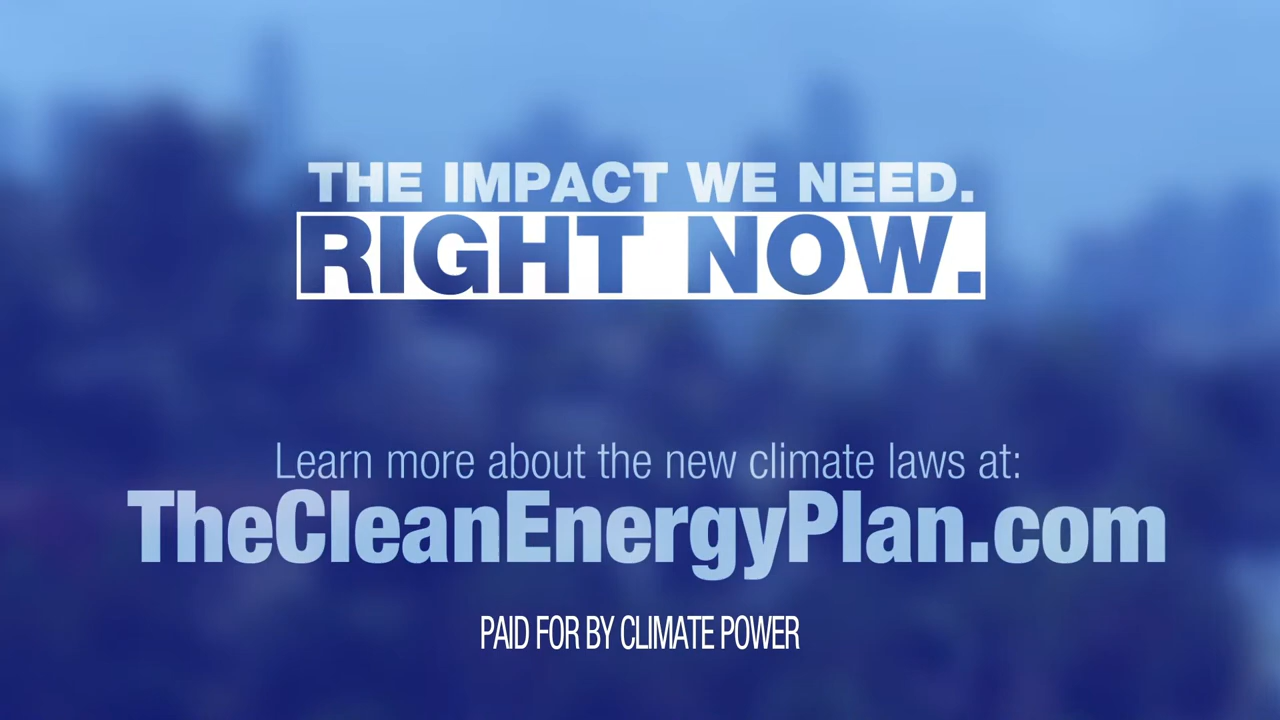 THE IMPACT WE NEED.
RIGHT NOW.
Learn more about the new climate laws at:
TheCleanEnergyPlan.com
PAID FOR BY CLIMATE POWER